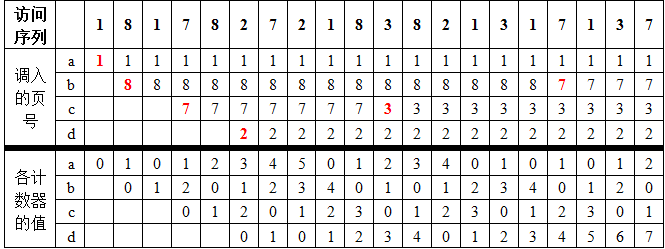 访问序列 1 8 1 7 8 2 7 2 1 8 3 8 2 1 3 1 7 1 3 7
调入的页号 a 1 1 1 1 1 1 1 1 1 1 1 1 1 1 1 1 1 1 1 1
b 8 8 8 8 8 8 8 8 8 8 8 8 8 8 8 7 7 7 7
c 7 7 7 7 7 7 7 3 3 3 3 3 3 3 3 3 3
d 2 2 2 2 2 2 2 2 2 2 2 2 2 2 2
各计数器的值 a 0 1 0 1 2 3 4 5 0 1 2 3 4 0 1 0 1 0 1 2
b 0 1 2 0 1 2 3 4 0 1 0 1 2 3 4 0 1 2 0
c 0 1 2 0 1 2 3 0 1 2 3 0 1 2 3 0 1
d 0 1 0 1 2 3 4 0 1 2 3 4 5 6 7